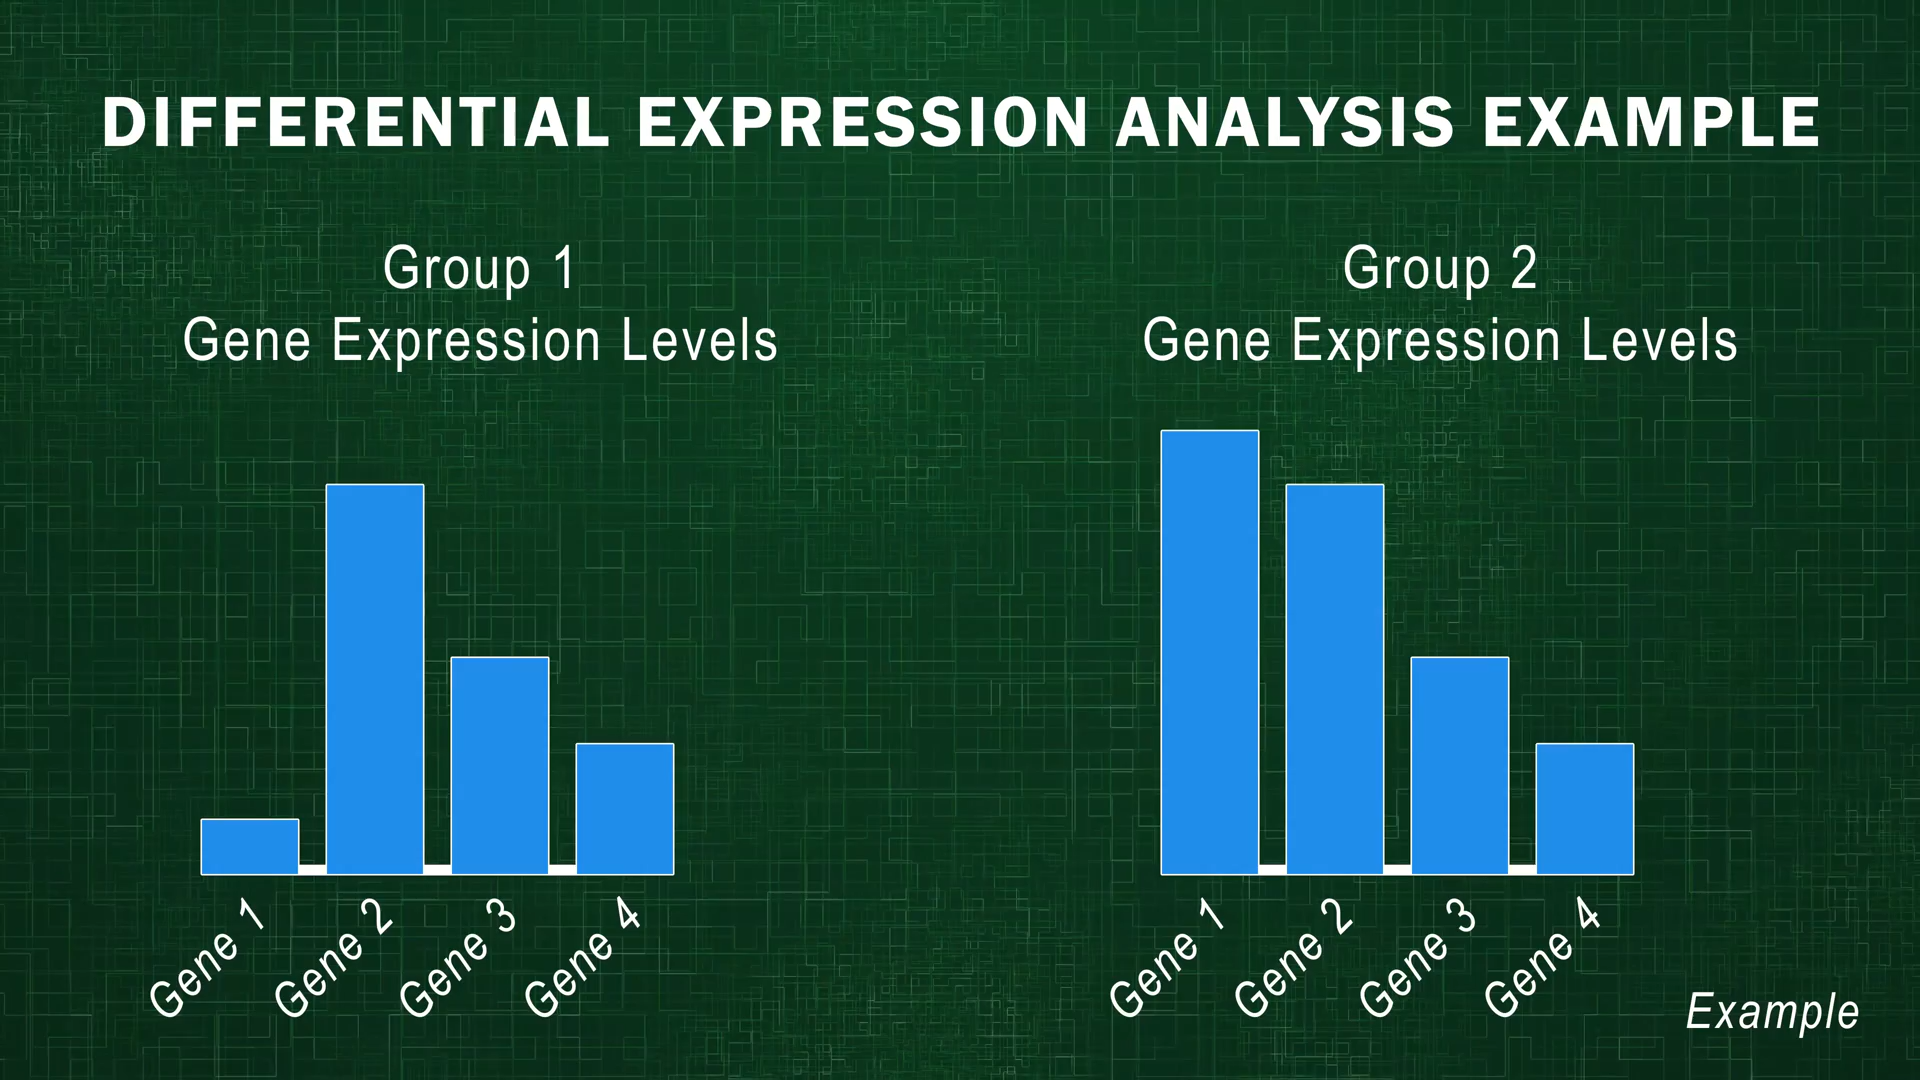 DIFFERENTIAL EXPRESSION ANALYSIS EXAMPLE
Group 1
Gene Expression Levels
Gene 1
Gene 2
Gene 3
Gene 4
Group 2
Gene Expression Levels
Gene 1
Gene 2
Gene 3
Gene 4
Example